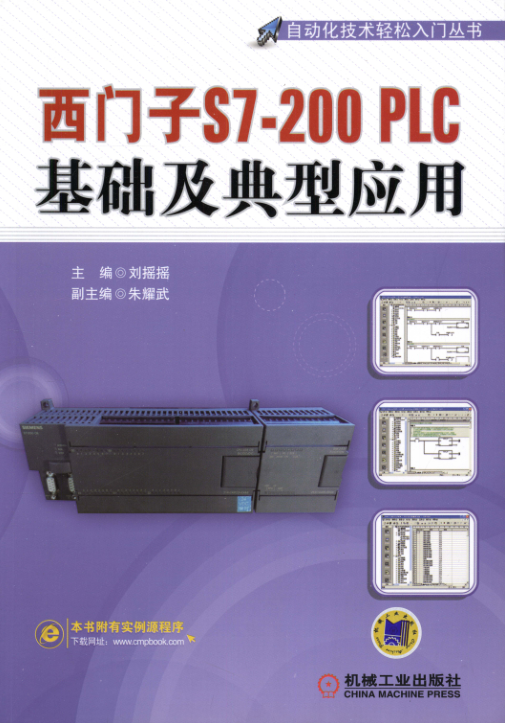 自动化技术轻松入门丛书
西门子S7-200 PLC
基础及典型应用
主 编◎刘摇摇
副主编◎朱耀武
SIEMENS
本书附有实例源程序
下载网址：www.cmpbook.com
机械工业出版社
CHINA MACHINE PRESS